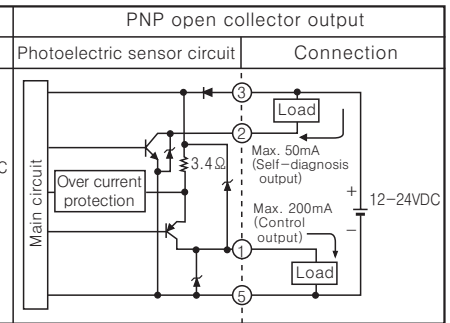 PNP open collector output
Photoelectric sensor circuit
Connection
C
Main circuit
Over current
protection
3.4Ω
3
2
1
5
Load
Max. 50mA
(Self-diagnosis
output)
Max. 200mA
(Control
output)
Load
+
12-24VDC
-